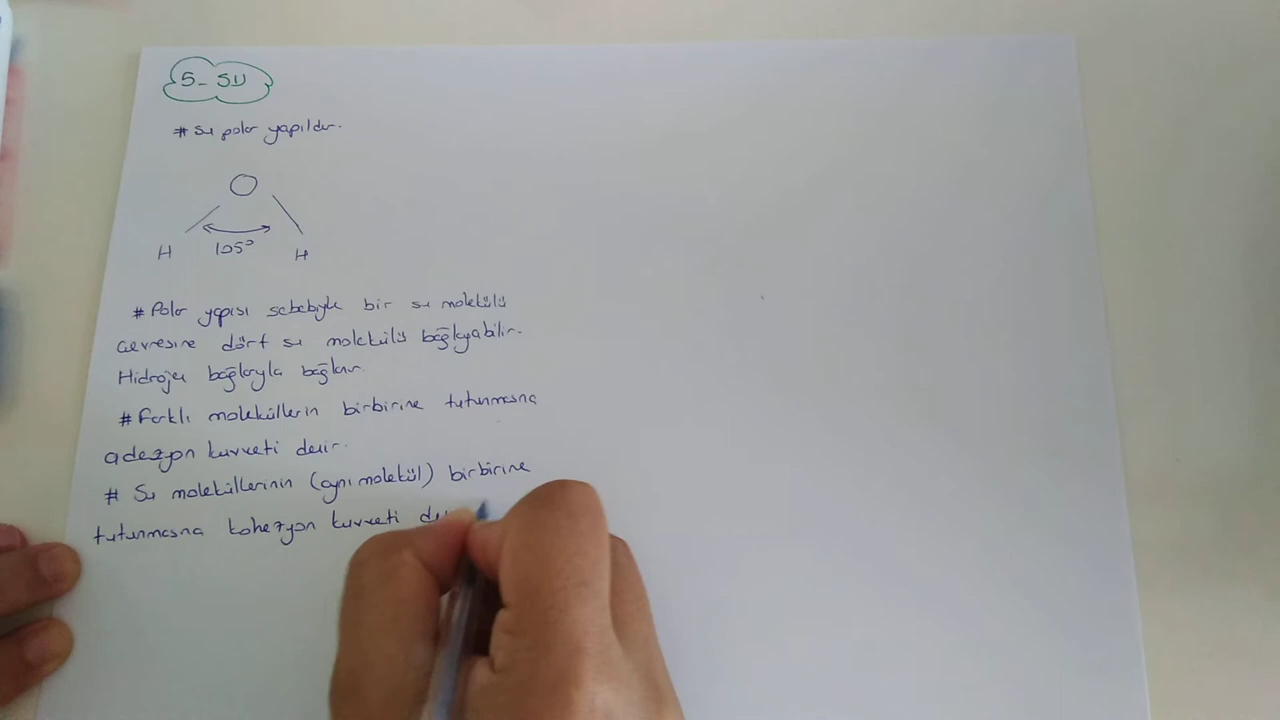 5- SU
# Su polar yapılıdır.
O
105°
H H
# Polar yapısı sebebiyle bir su molekülü
çevresine dört su molekülü bağlayabilir.
Hidrojen bağlarıyla bağlanır.
# Farklı moleküllerin birbirine tutunmasına
adezyon kuvveti denir.
# Su moleküllerinin (aynı molekül) birbirine
tutunmasına kohezyon kuvveti